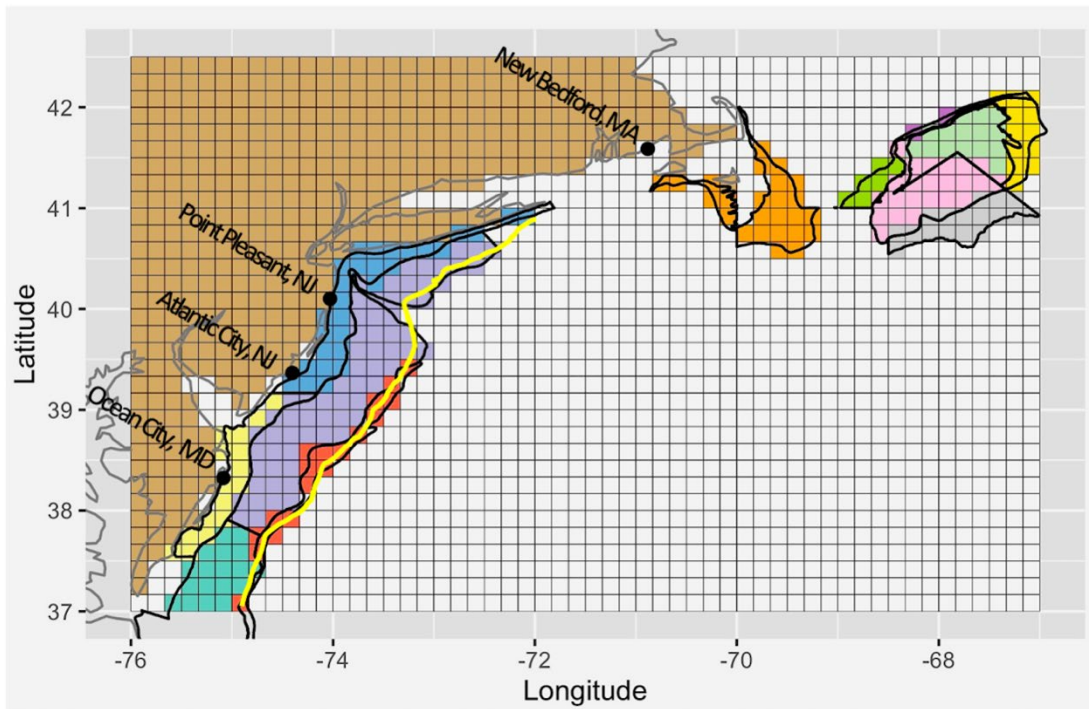 New Bedford, MA
Point Pleasant, NJ
Atlantic City, NJ
Ocean City, MD
Latitude
42
41
40
39
38
37
-76
-74
-72
-70
-68
Longitude